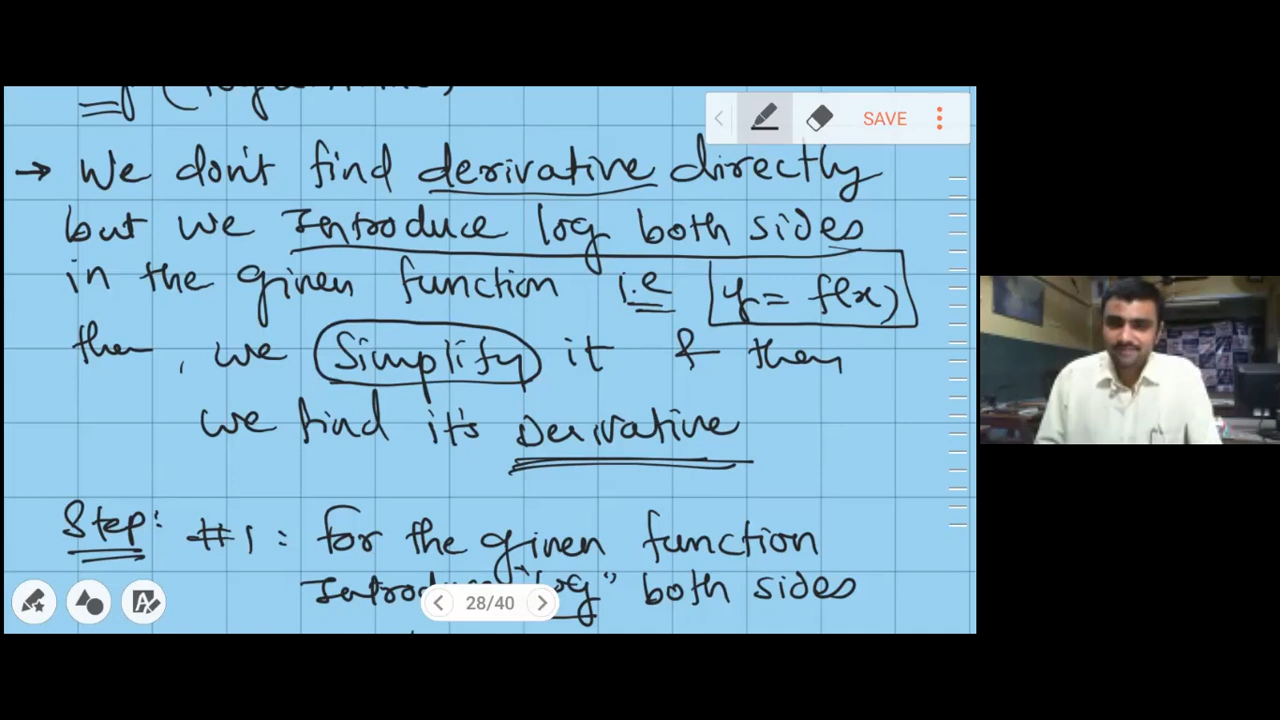 SAVE
→ We don't find derivative directly
but we Introduce log both sides
in the given function i.e y = f(x)
then, we Simplify it & then
we find it's Derivative
Step: #1 : for the given function
"log" both sides
28/40